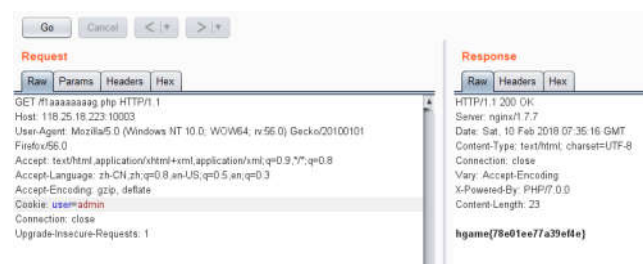 Go Cancel < >
Request
Raw Params Headers Hex
GET /f1aaaaaaag.php HTTP/1.1
Host: 118.25.18.223:10003
User-Agent: Mozilla/5.0 (Windows NT 10.0; WOW64; rv:56.0) Gecko/20100101
Firefox/56.0
Accept: text/html,application/xhtml+xml,application/xml;q=0.9,*/*;q=0.8
Accept-Language: zh-CN,zh;q=0.8,en-US;q=0.5,en;q=0.3
Accept-Encoding: gzip, deflate
Cookie: user=admin
Connection: close
Upgrade-Insecure-Requests: 1
Response
Raw Headers Hex
HTTP/1.1 200 OK
Server: nginx/1.7.7
Date: Sat, 10 Feb 2018 07:35:16 GMT
Content-Type: text/html; charset=UTF-8
Connection: close
Vary: Accept-Encoding
X-Powered-By: PHP/7.0.0
Content-Length: 23
hgame{78e01ee77a39ef4e}